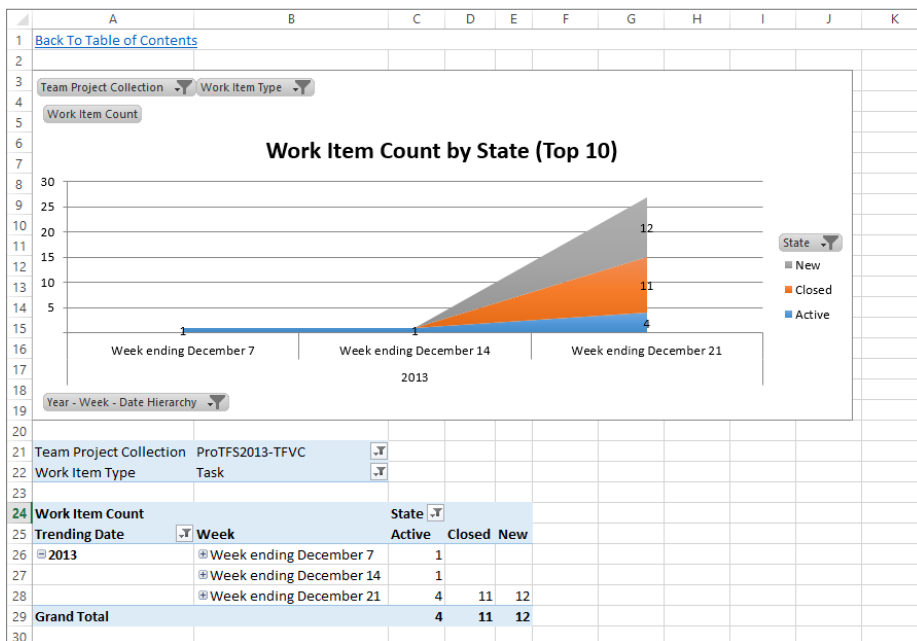 A B C D E F G H I J K
1 Back To Table of Contents
2
3 Team Project Collection Work Item Type
4
5 Work Item Count
6 Work Item Count by State (Top 10)
7
8 30
9 25
10 20 12
11 15 State
12 New
13 10 11 Closed
14 5 Active
15 1 1 4
16 Week ending December 7 Week ending December 14 Week ending December 21
17 2013
18
19 Year - Week - Date Hierarchy
20
21 Team Project Collection ProTFS2013-TFVC
22 Work Item Type Task
23
24 Work Item Count State
25 Trending Date Week Active Closed New
26 2013 Week ending December 7 1
27 Week ending December 14 1
28 Week ending December 21 4 11 12
29 Grand Total 4 11 12
30